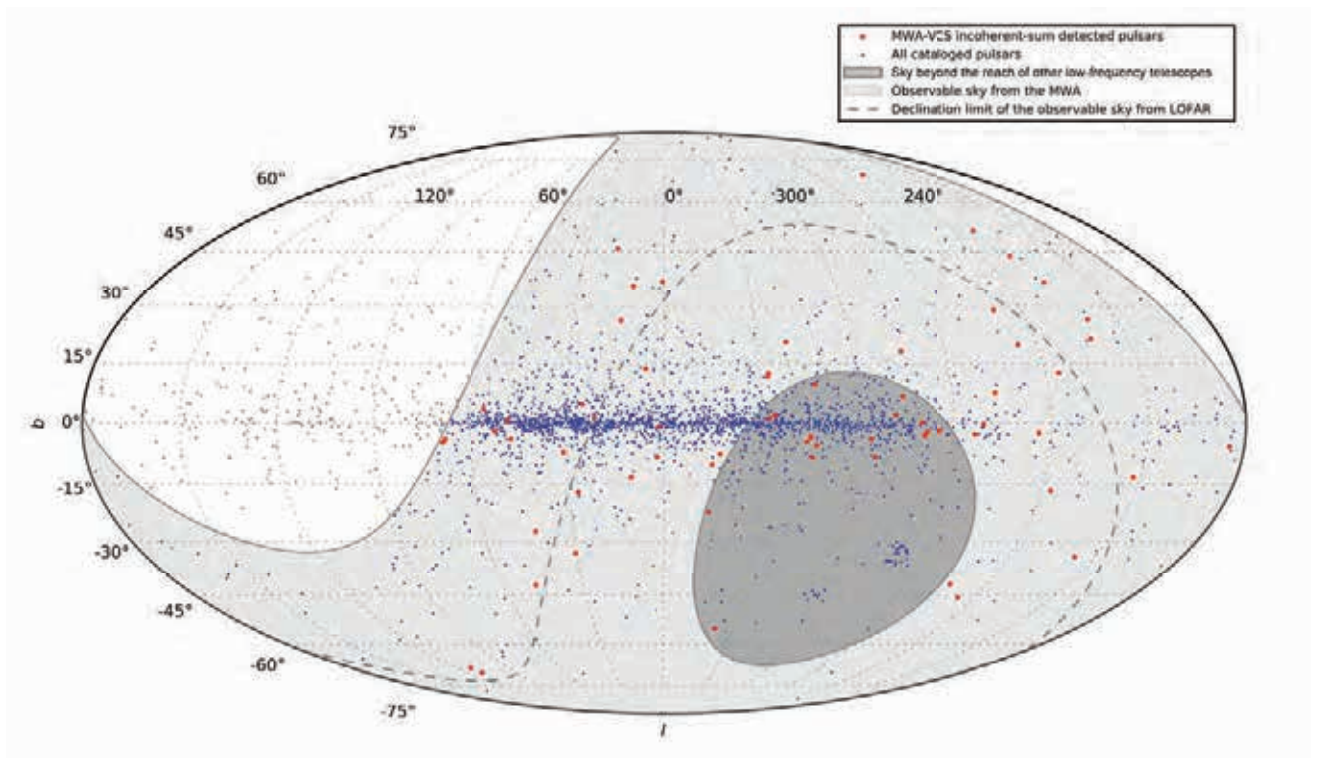 MWA-VCS incoherent-sum detected pulsars
All cataloged pulsars
Sky beyond the reach of other low-frequency telescopes
Observable sky from the MWA
Declination limit of the observable sky from LOFAR
75°
60°
120° 60° 0° 300° 240°
45°
30°
15°
b 0°
-15°
-30°
-45°
-60°
-75°
l